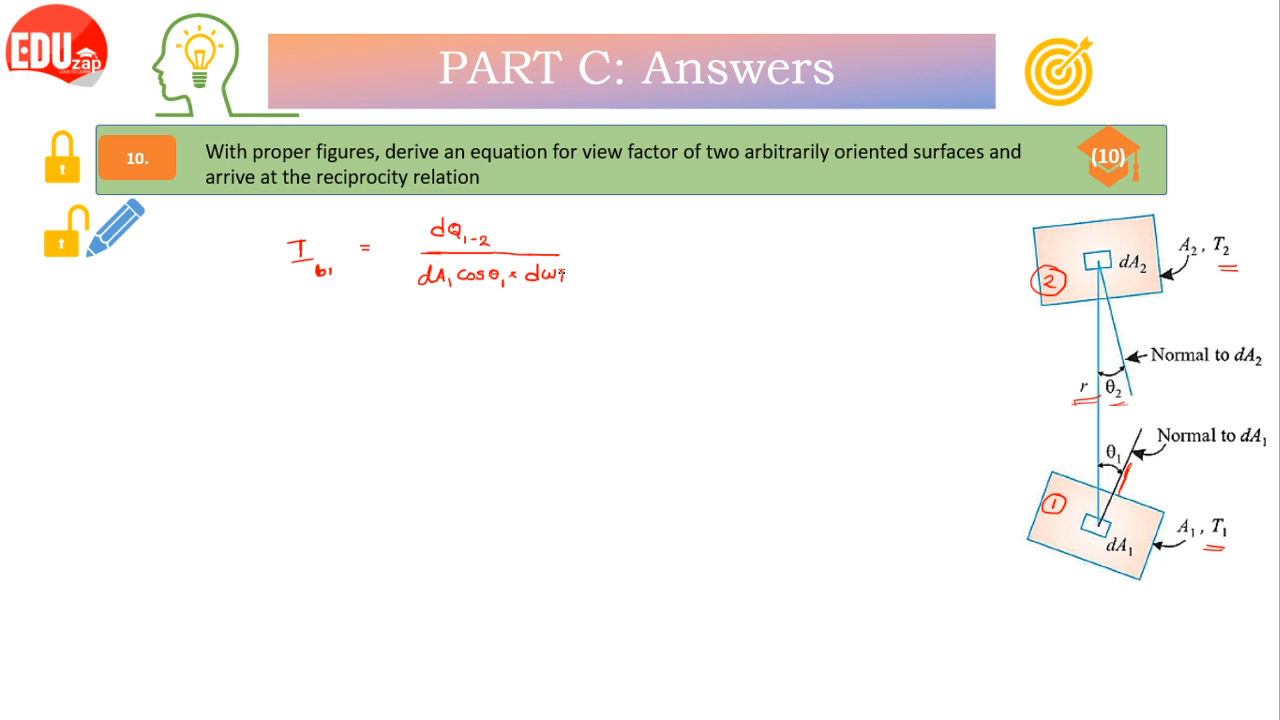 EDU
zap
PART C: Answers
10.
With proper figures, derive an equation for view factor of two arbitrarily oriented surfaces and
arrive at the reciprocity relation
(10)
I_b1 = dQ_1-2 / dA_1 cosθ_1 × dω
A_2, T_2
dA_2
2
Normal to dA_2
r θ_2
Normal to dA_1
θ_1
1
A_1, T_1
dA_1